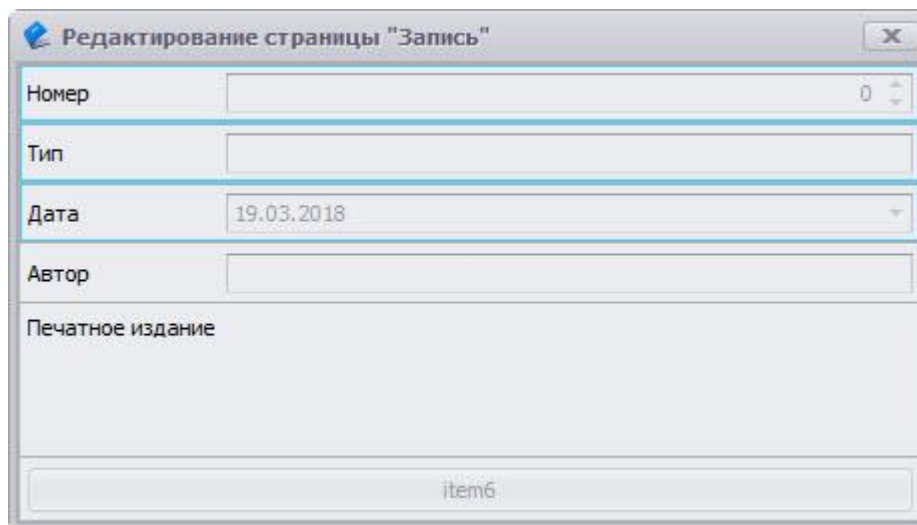 Редактирование страницы "Запись"
Номер 0
Тип
Дата 19.03.2018
Автор
Печатное издание
item6